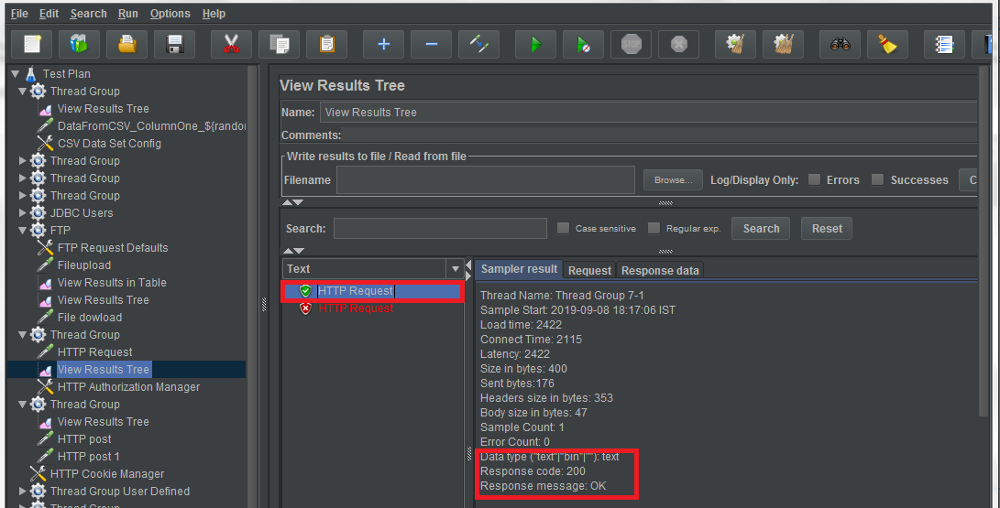 File Edit Search Run Options Help
STOP
Test Plan
Thread Group
View Results Tree
DataFromCSV_ColumnOne_${randor
CSV Data Set Config
Thread Group
Thread Group
Thread Group
JDBC Users
FTP
FTP Request Defaults
Fileupload
View Results in Table
View Results Tree
File dowload
Thread Group
HTTP Request
View Results Tree
HTTP Authorization Manager
Thread Group
View Results Tree
HTTP post
HTTP post 1
HTTP Cookie Manager
Thread Group User Defined
Thread Group
View Results Tree
Name: View Results Tree
Comments:
Write results to file / Read from file
Filename Browse... Log/Display Only: Errors Successes C
Search: Case sensitive Regular exp. Search Reset
Text
HTTP Request
HTTP Request
Sampler result Request Response data
Thread Name: Thread Group 7-1
Sample Start: 2019-09-08 18:17:06 IST
Load time: 2422
Connect Time: 2115
Latency: 2422
Size in bytes: 400
Sent bytes:176
Headers size in bytes: 353
Body size in bytes: 47
Sample Count: 1
Error Count: 0
Data type ("text"|"bin"|""): text
Response code: 200
Response message: OK